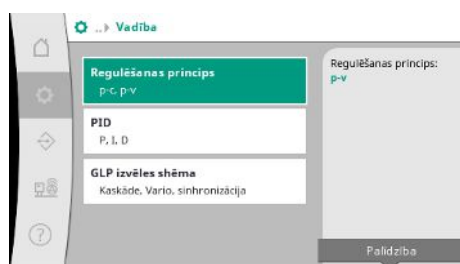 ..▸ Vadība
Regulēšanas princips
p-c, p-v
PID
P, I, D
GLP izvēles shēma
Kaskāde, Vario, sinhronizācija
Regulēšanas princips:
p-v
Palīdzība